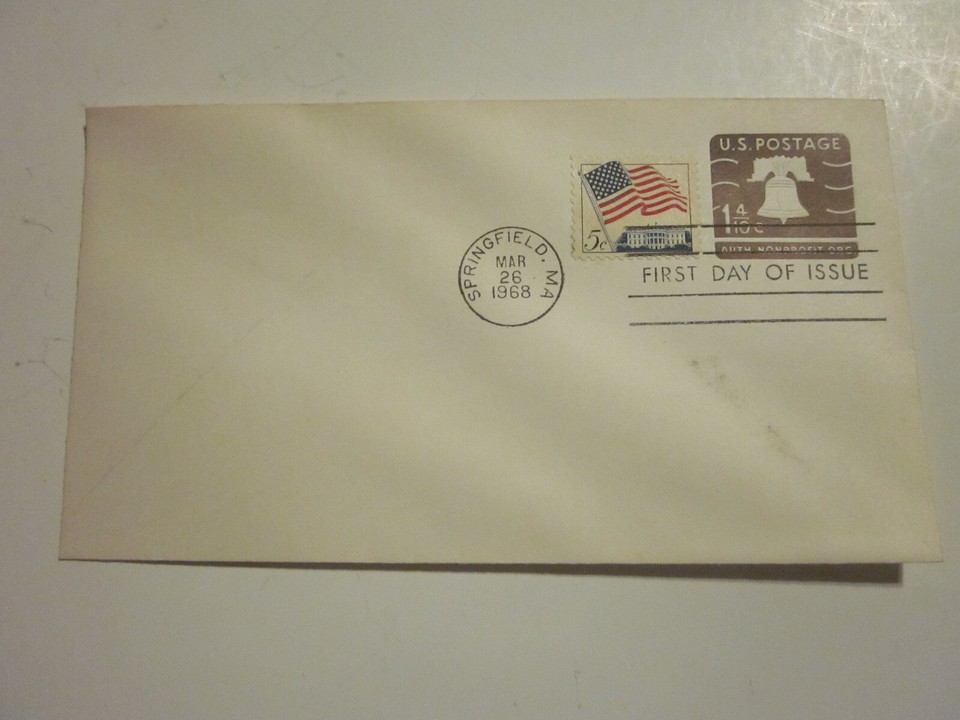 U.S. POSTAGE
1 4/10 c
AUTH NONPROFIT ORG
5c
SPRINGFIELD, MA
MAR
26
1968
FIRST DAY OF ISSUE